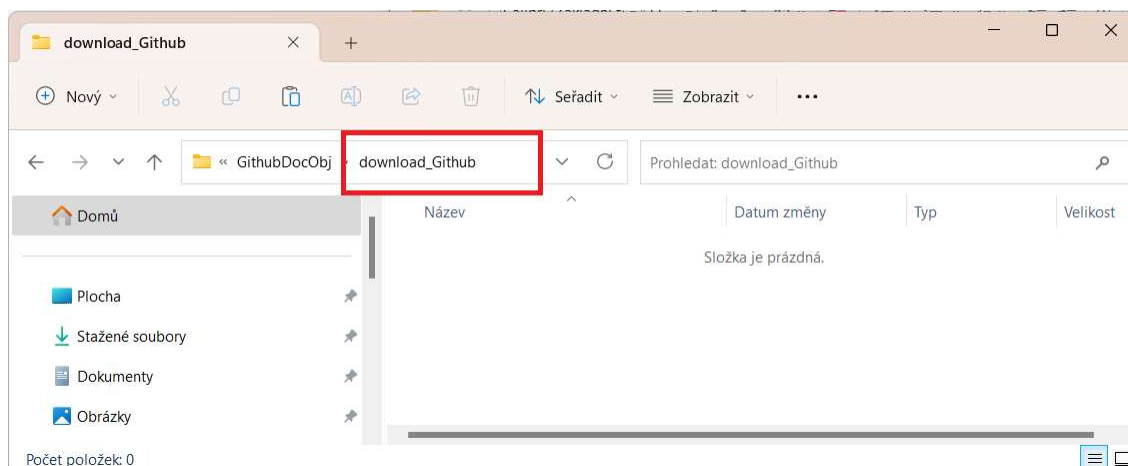 download_Github
Nový
Seřadit
Zobrazit
« GithubDocObj › download_Github
Prohledat: download_Github
Domů
Název Datum změny Typ Velikost
Složka je prázdná.
Plocha
Stažené soubory
Dokumenty
Obrázky
Počet položek: 0